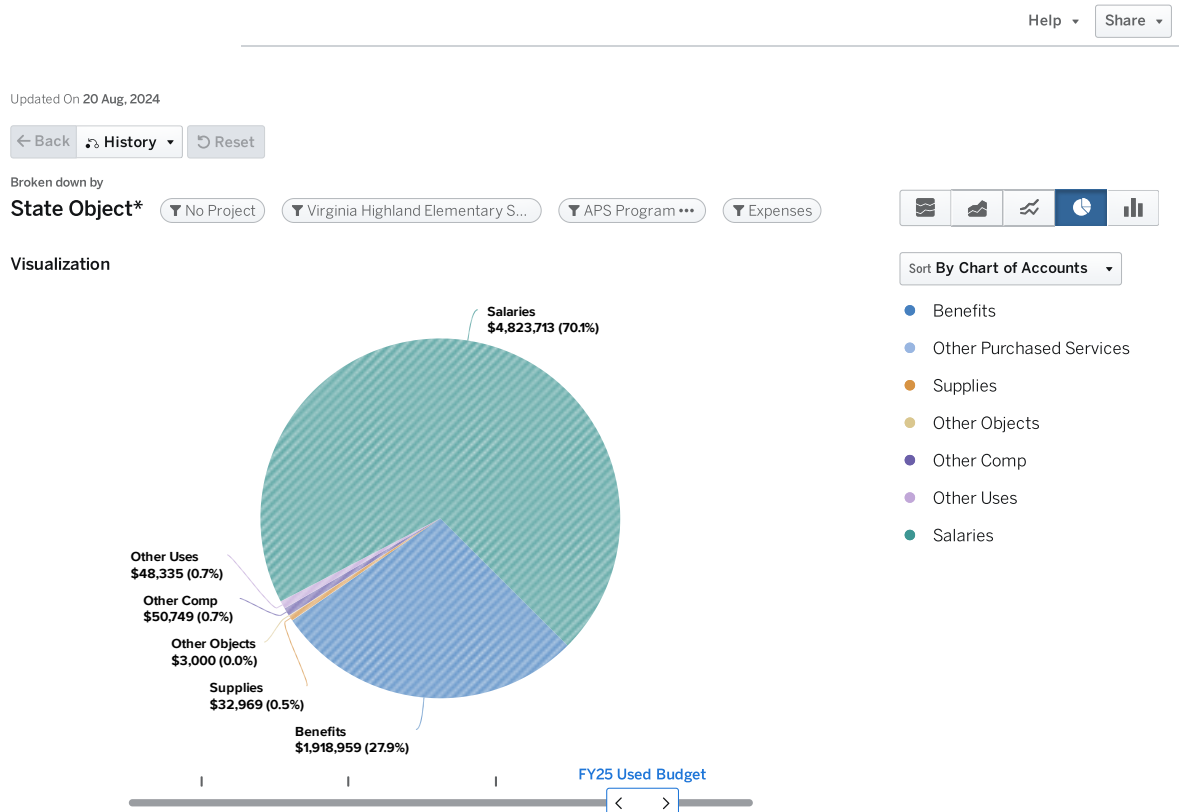 Help
Share
Updated On 20 Aug, 2024
Back
History
Reset
Broken down by
State Object*
No Project
Virginia Highland Elementary S...
APS Program •••
Expenses
Visualization
Sort By Chart of Accounts
Benefits
Other Purchased Services
Supplies
Other Objects
Other Comp
Other Uses
Salaries
Salaries
$4,823,713 (70.1%)
Other Uses
$48,335 (0.7%)
Other Comp
$50,749 (0.7%)
Other Objects
$3,000 (0.0%)
Supplies
$32,969 (0.5%)
Benefits
$1,918,959 (27.9%)
FY25 Used Budget